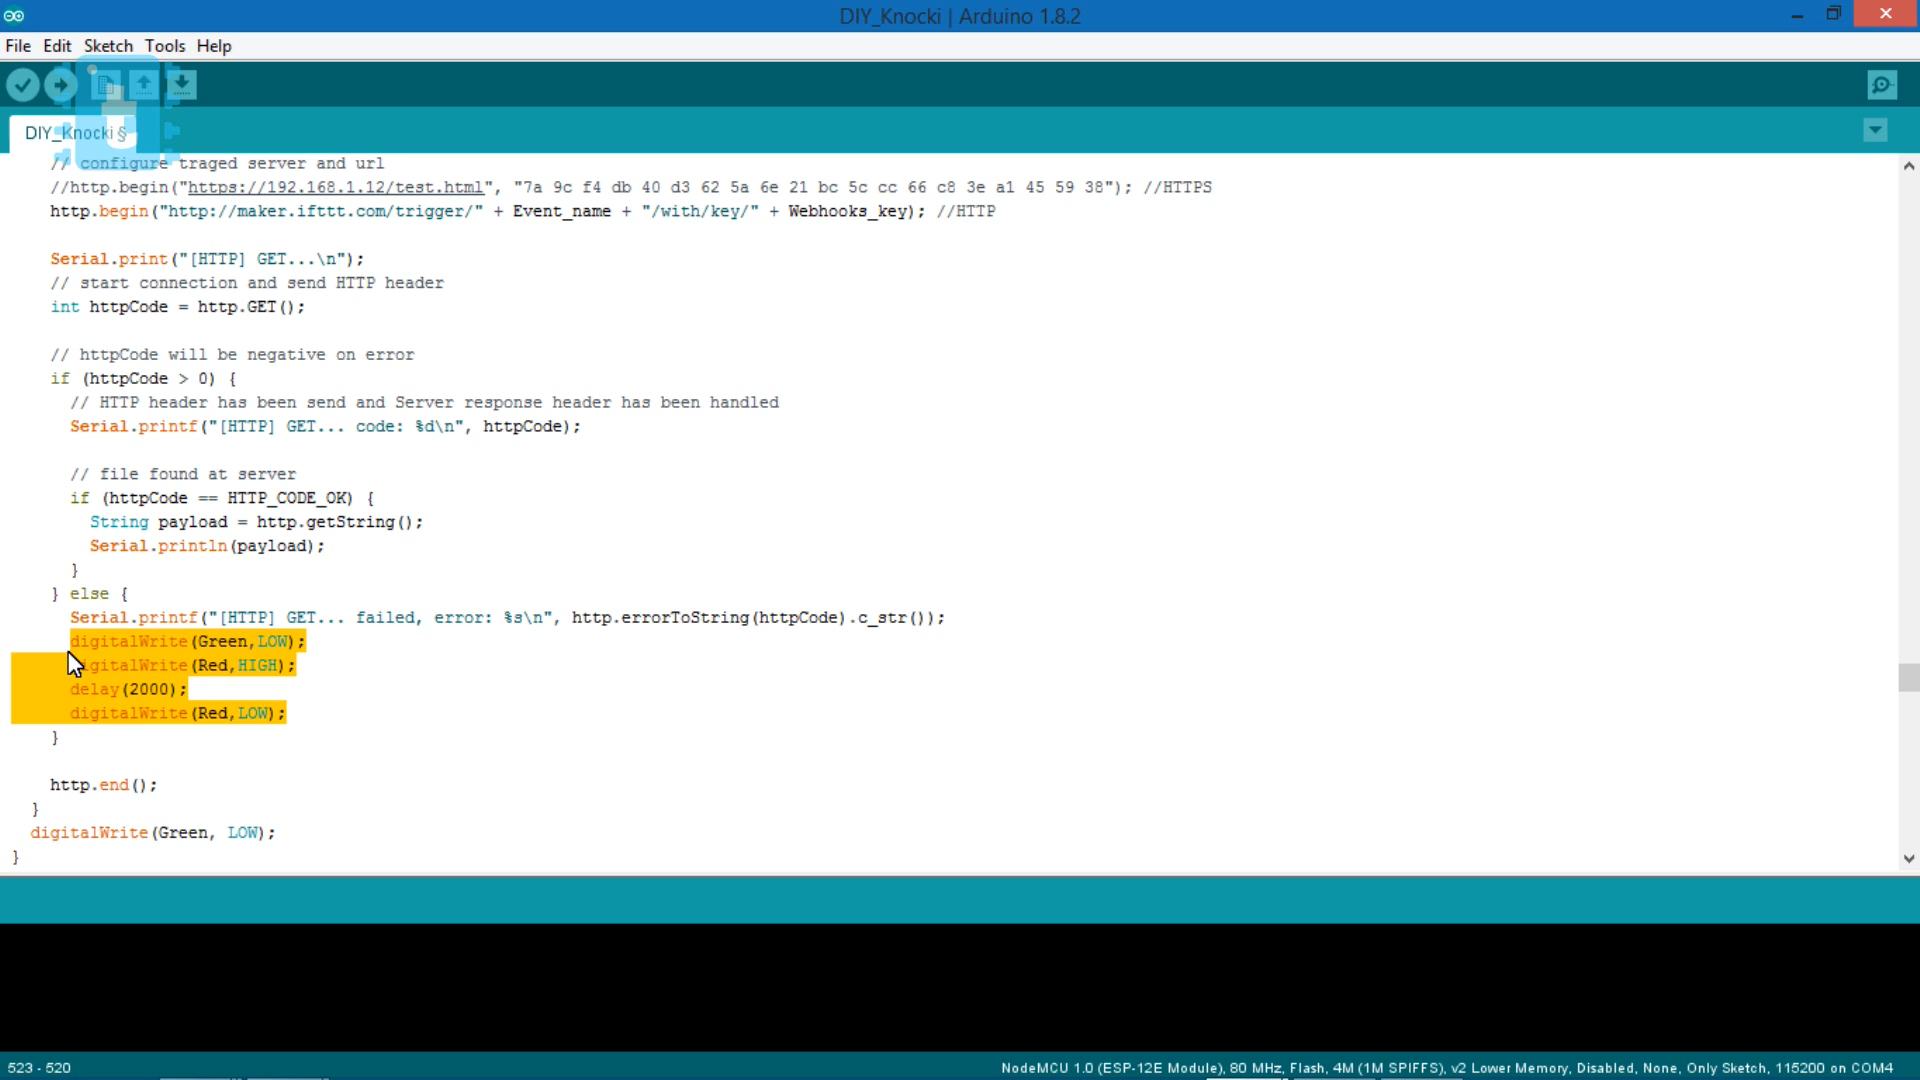 DIY_Knocki | Arduino 1.8.2
File Edit Sketch Tools Help
DIY_Knocki §
// configure traged server and url
//http.begin("https://192.168.1.12/test.html", "7a 9c f4 db 40 d3 62 5a 6e 21 bc 5c cc 66 c8 3e a1 45 59 38"); //HTTPS
http.begin("http://maker.ifttt.com/trigger/" + Event_name + "/with/key/" + Webhooks_key); //HTTP
Serial.print("[HTTP] GET...\n");
// start connection and send HTTP header
int httpCode = http.GET();
// httpCode will be negative on error
if (httpCode > 0) {
// HTTP header has been send and Server response header has been handled
Serial.printf("[HTTP] GET... code: %d\n", httpCode);
// file found at server
if (httpCode == HTTP_CODE_OK) {
String payload = http.getString();
Serial.println(payload);
}
} else {
Serial.printf("[HTTP] GET... failed, error: %s\n", http.errorToString(httpCode).c_str());
digitalWrite(Green,LOW);
digitalWrite(Red,HIGH);
delay(2000);
digitalWrite(Red,LOW);
}
http.end();
}
digitalWrite(Green, LOW);
}
523 - 520
NodeMCU 1.0 (ESP-12E Module), 80 MHz, Flash, 4M (1M SPIFFS), v2 Lower Memory, Disabled, None, Only Sketch, 115200 on COM4